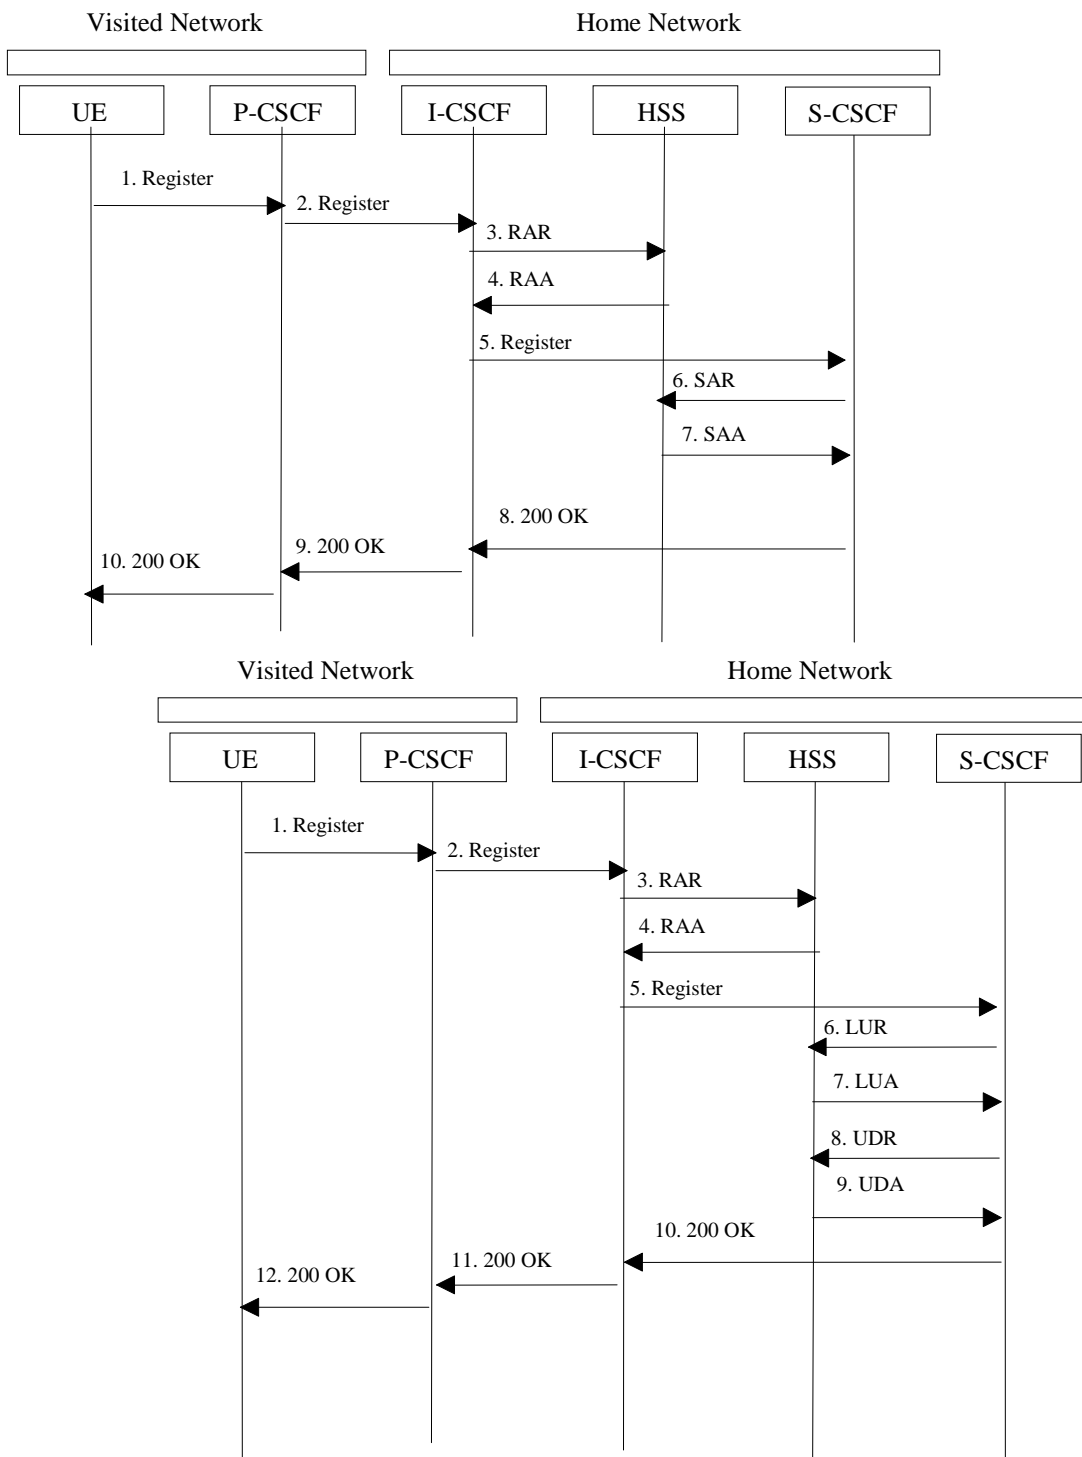 Visited Network Home Network
UE P-CSCF I-CSCF HSS S-CSCF
1. Register
2. Register
3. RAR
4. RAA
5. Register
6. SAR
7. SAA
8. 200 OK
9. 200 OK
10. 200 OK
Visited Network Home Network
UE P-CSCF I-CSCF HSS S-CSCF
1. Register
2. Register
3. RAR
4. RAA
5. Register
6. LUR
7. LUA
8. UDR
9. UDA
10. 200 OK
11. 200 OK
12. 200 OK